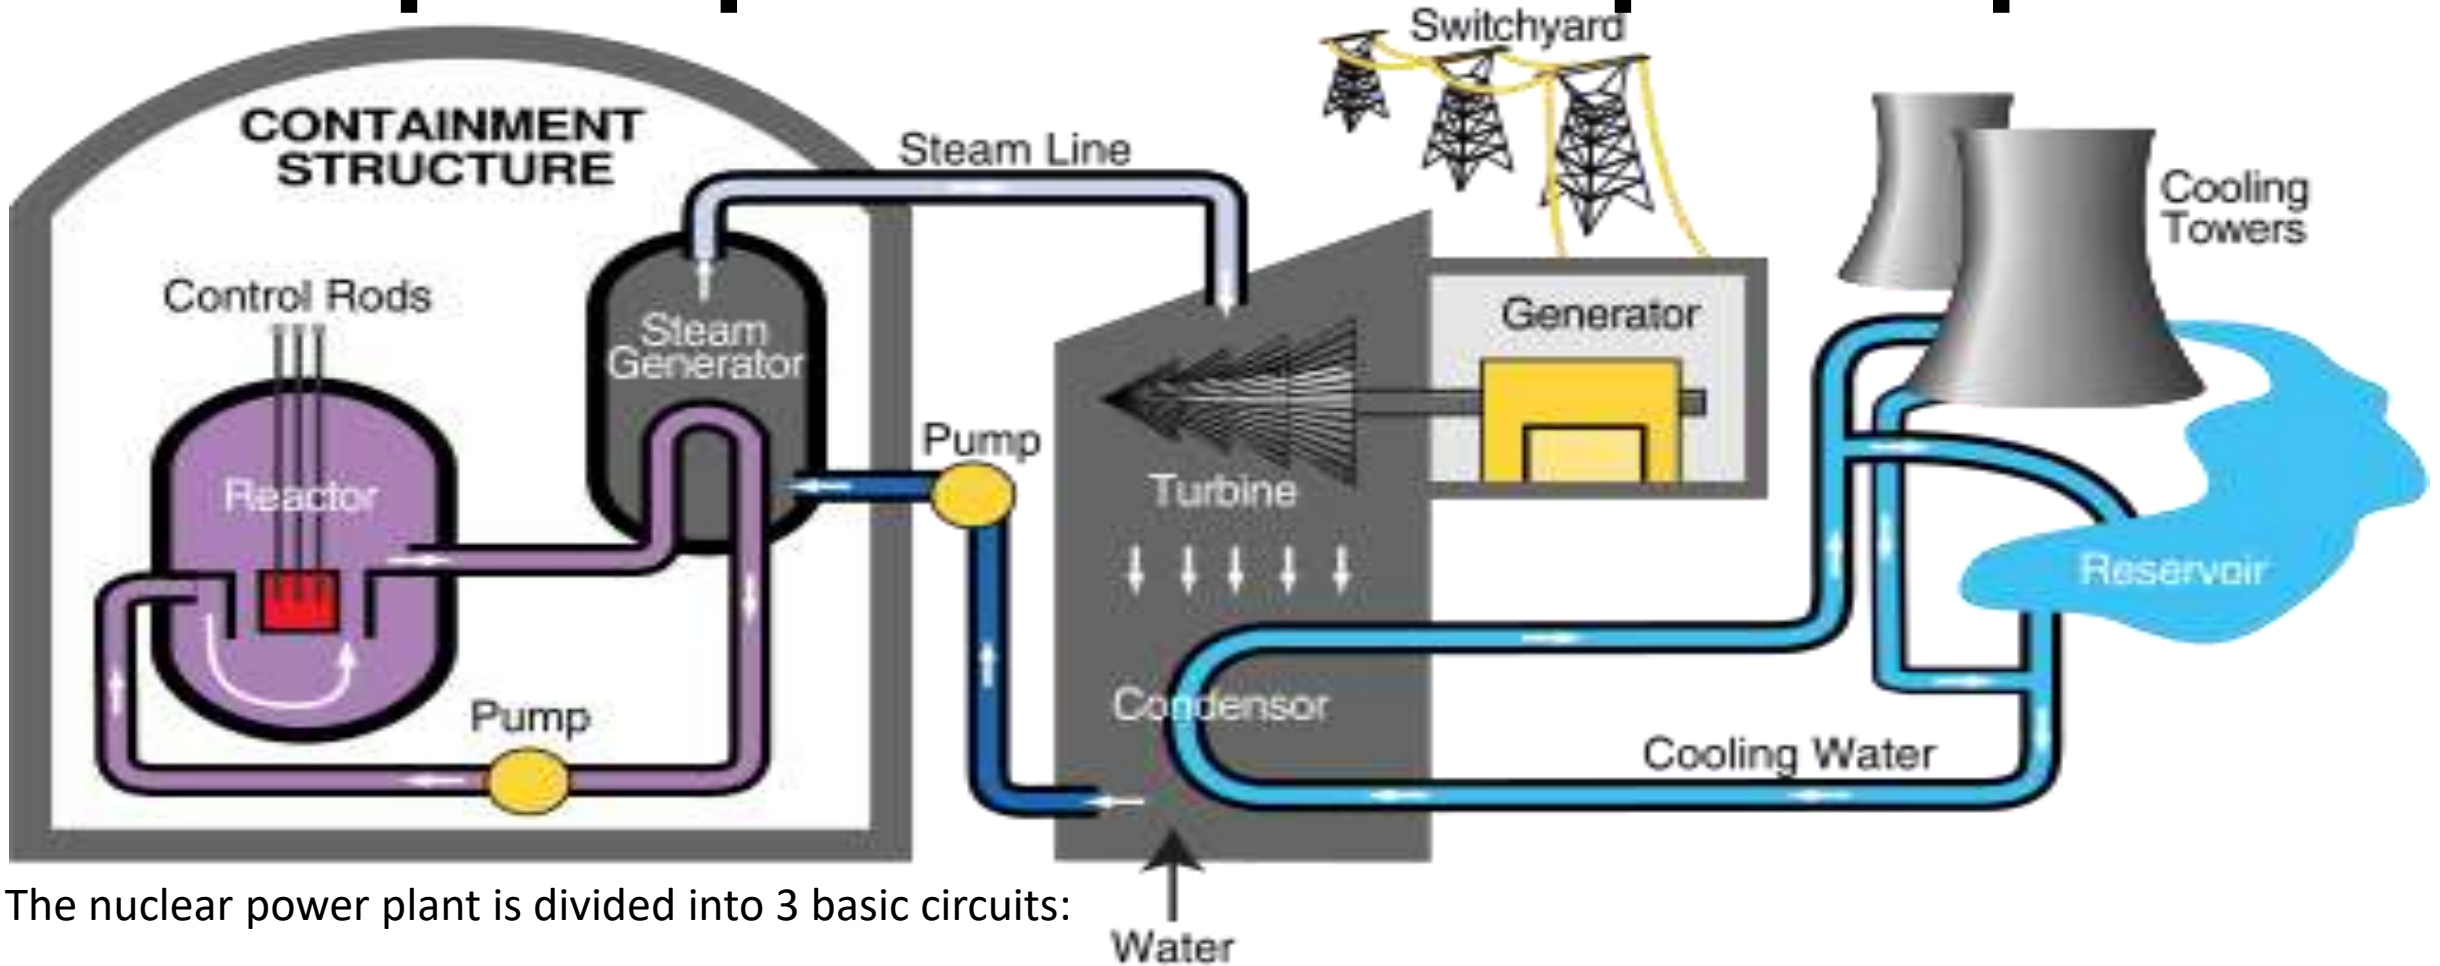 Switchyard
CONTAINMENT
STRUCTURE
Steam Line
Cooling
Towers
Control Rods
Steam
Generator
Generator
Pump
Reactor
Turbine
Reservoir
Pump
Condensor
Cooling Water
The nuclear power plant is divided into 3 basic circuits:
Water